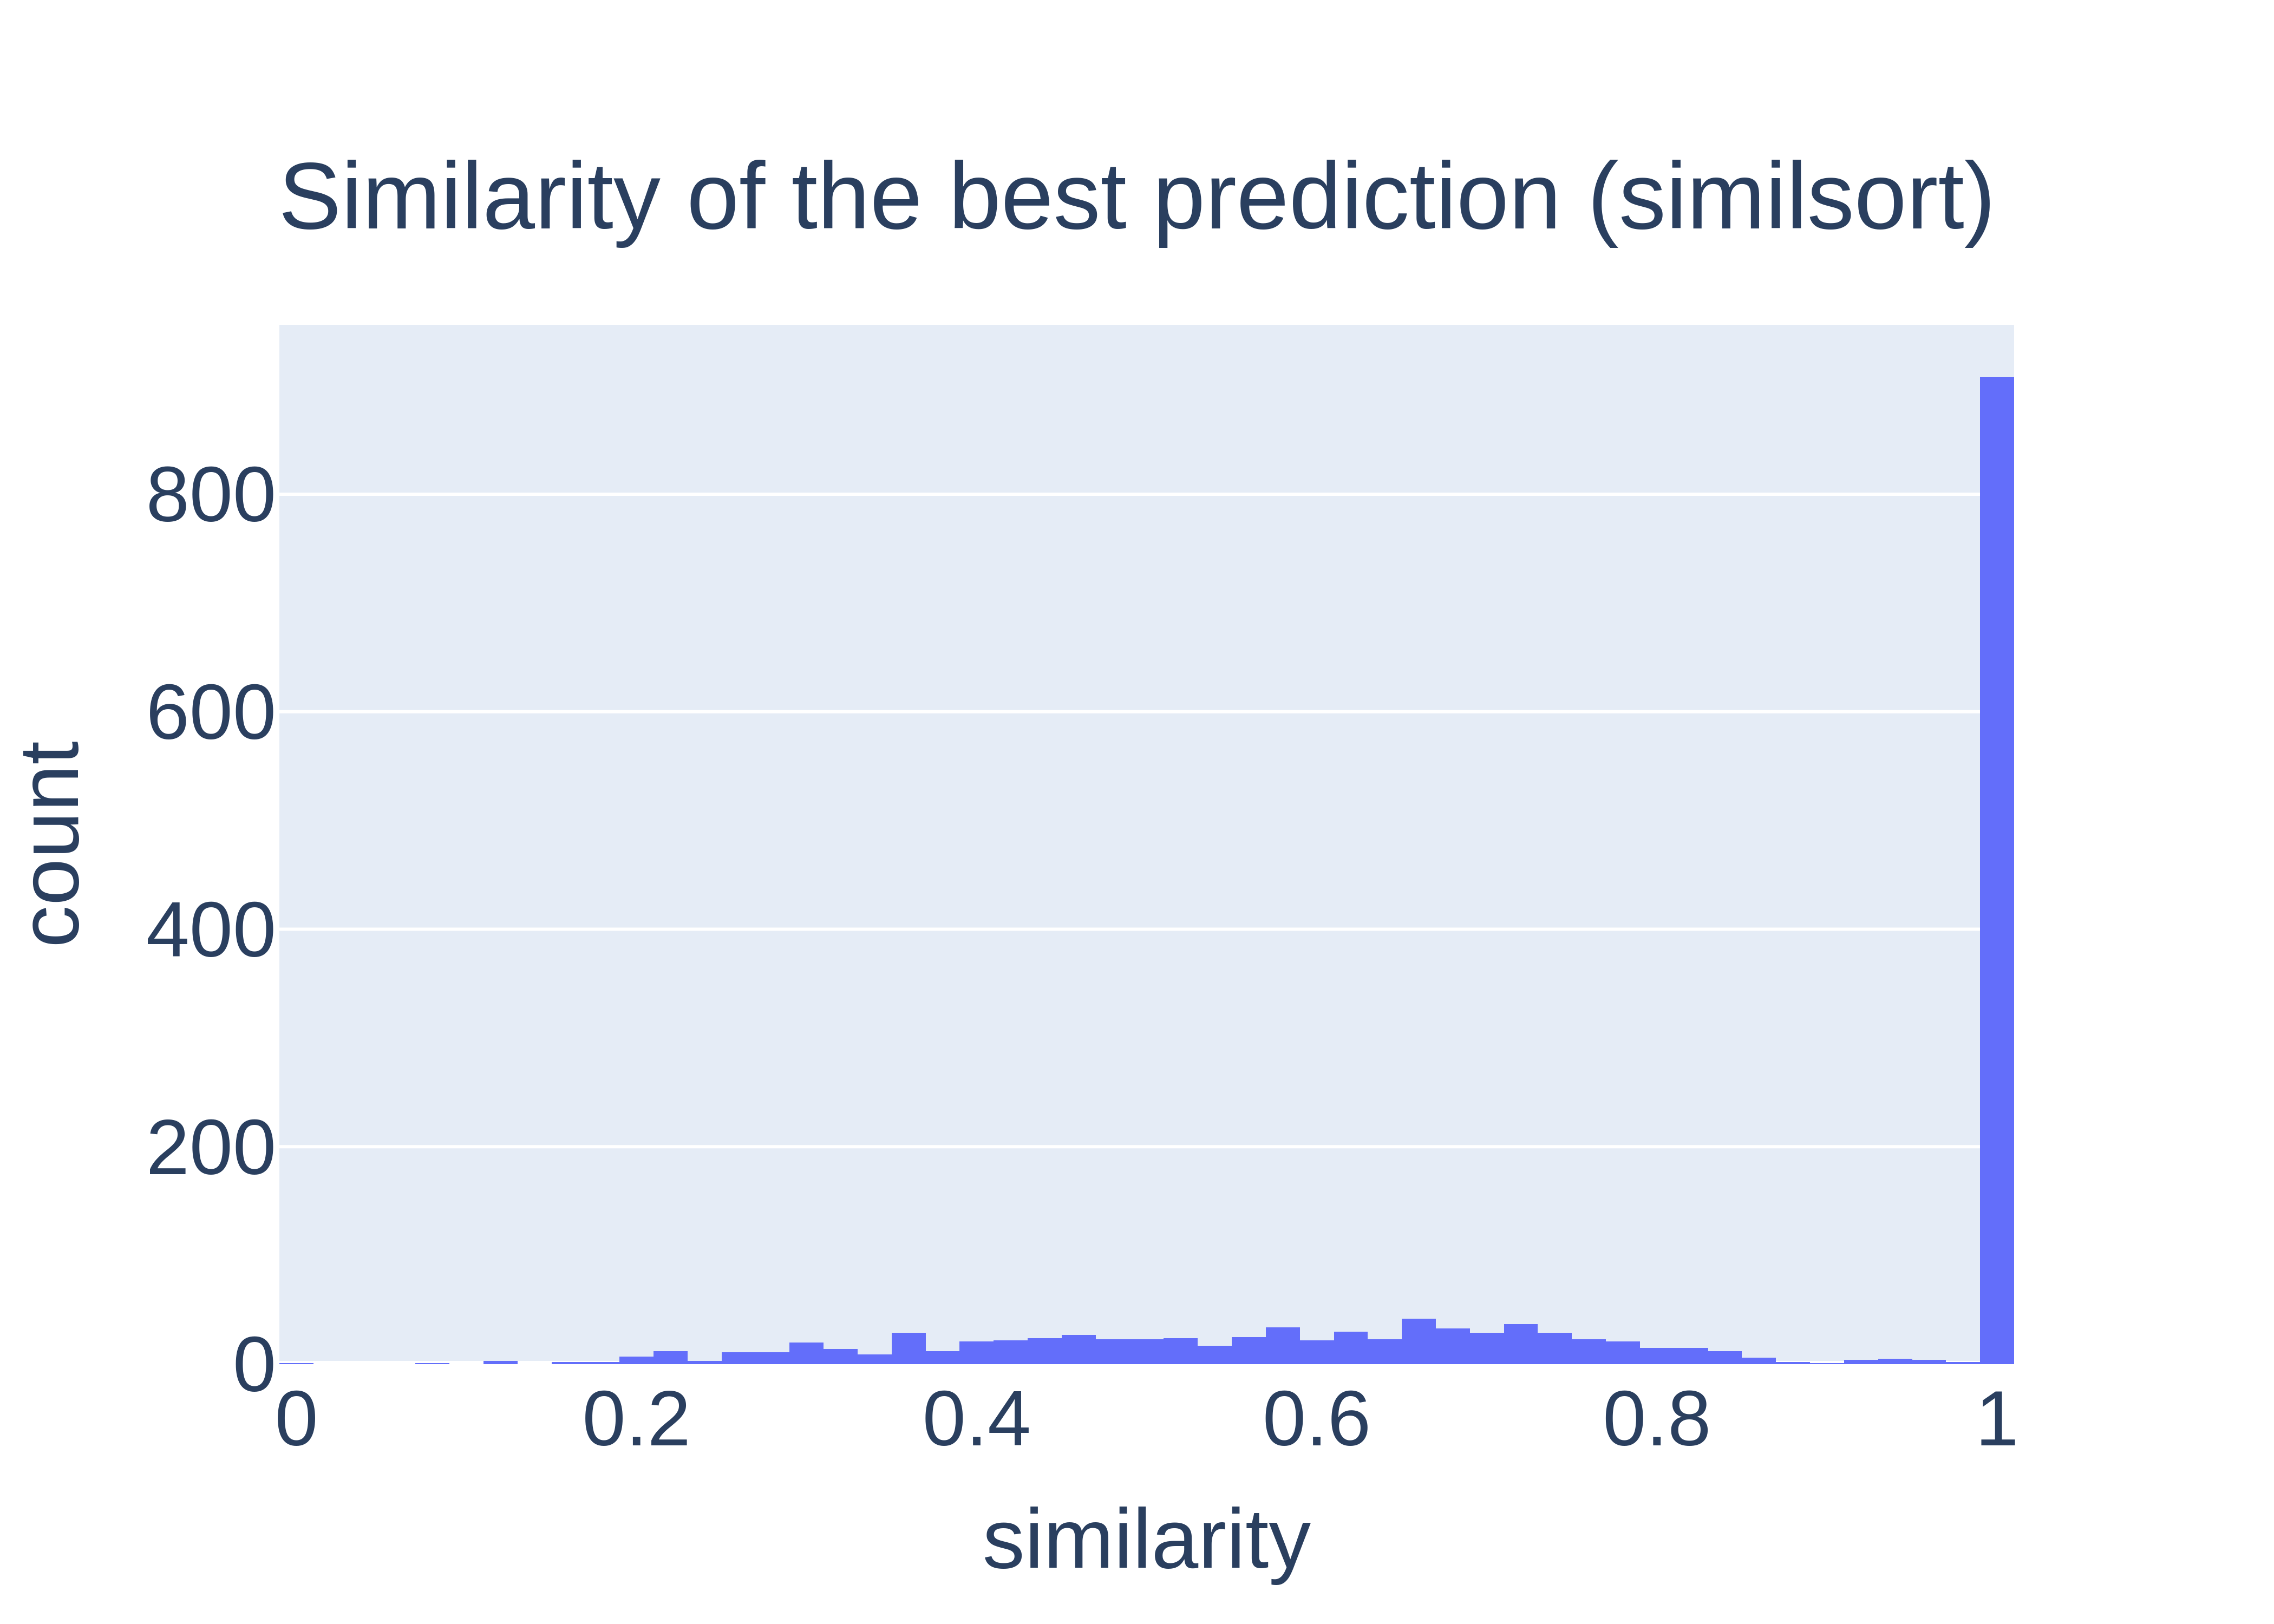 Similarity of the best prediction (similsort)
800
600
400
200
0
count
0 0.2 0.4 0.6 0.8 1
similarity